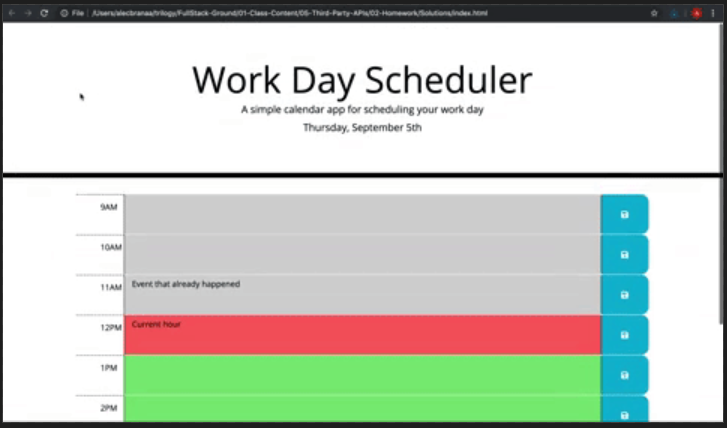 File | /Users/alecbranaa/trilogy/FullStack-Ground/01-Class-Content/05-Third-Party-APIs/02-Homework/Solutions/index.html
Work Day Scheduler
A simple calendar app for scheduling your work day
Thursday, September 5th
9AM
10AM
11AM Event that already happened
12PM Current hour
1PM
2PM